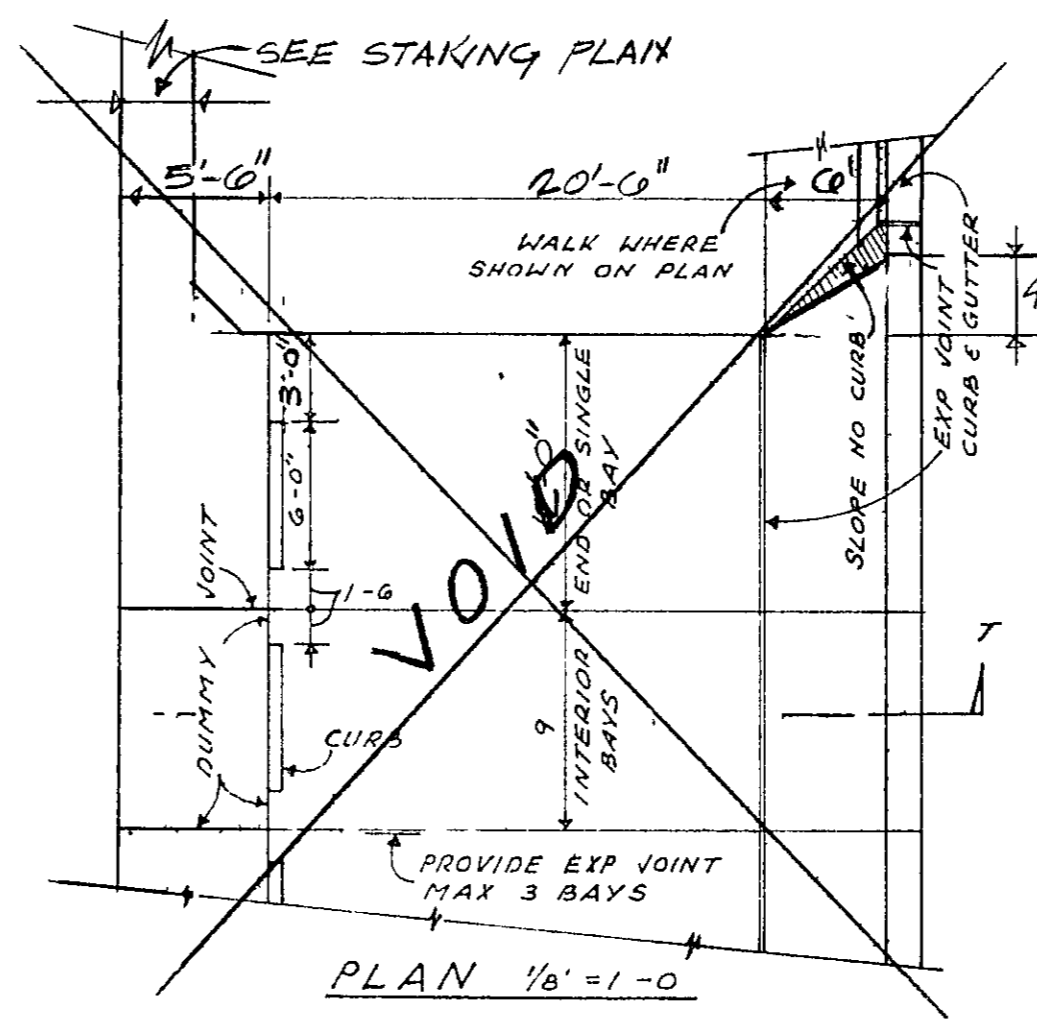 SEE STAKING PLAN
5'-6"
20'-6"
6'
WALK WHERE
SHOWN ON PLAN
3'-0"
6-0"
1-6
JOINT
DUMMY
CURB
VOID
END OR SINGLE
BAY
9
INTERIOR
BAYS
SLOPE NO CURB
EXP JOINT
CURB & GUTTER
4
PROVIDE EXP JOINT
MAX 3 BAYS
PLAN 1/8' = 1-0